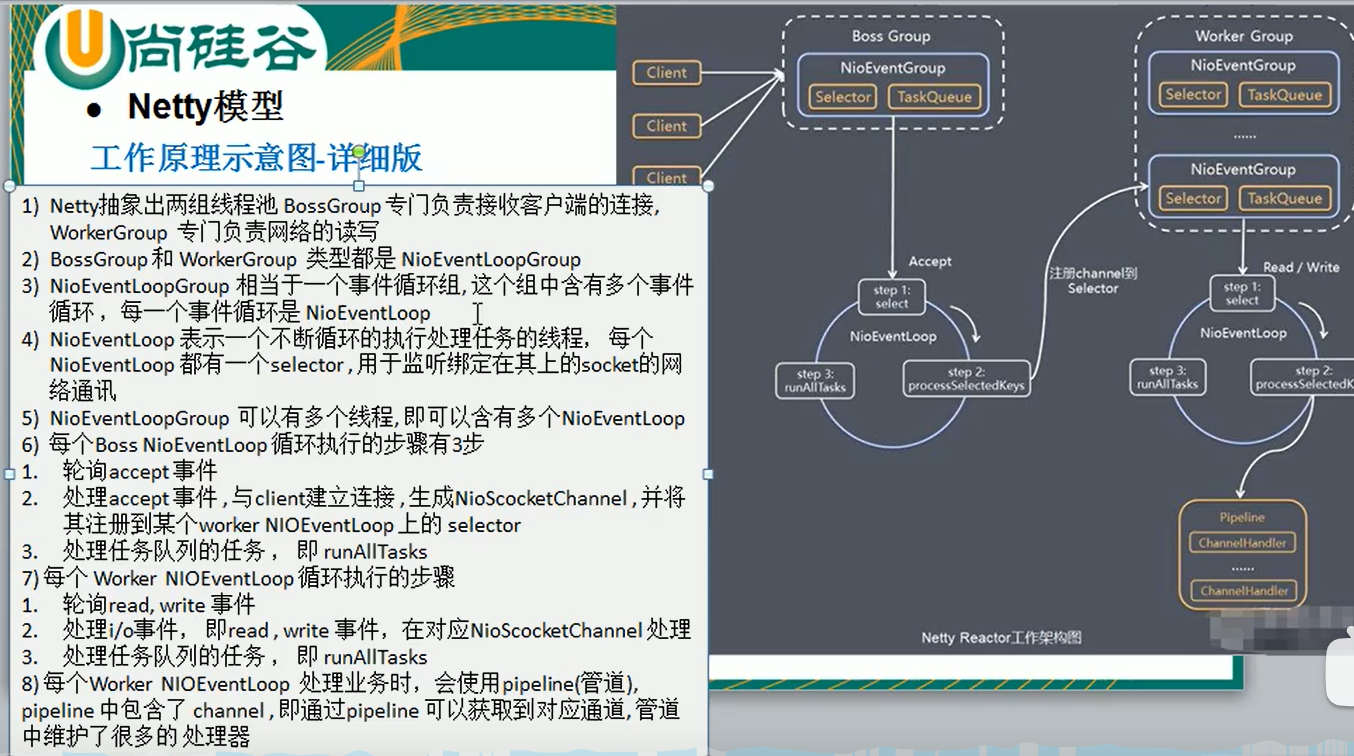 尚硅谷
● Netty模型
工作原理示意图-详细版
1) Netty抽象出两组线程池 BossGroup 专门负责接收客户端的连接,
WorkerGroup 专门负责网络的读写
2) BossGroup 和 WorkerGroup 类型都是 NioEventLoopGroup
3) NioEventLoopGroup 相当于一个事件循环组, 这个组中含有多个事件
循环 ，每一个事件循环是 NioEventLoop
4) NioEventLoop 表示一个不断循环的执行处理任务的线程， 每个
NioEventLoop 都有一个selector , 用于监听绑定在其上的socket的网
络通讯
5) NioEventLoopGroup 可以有多个线程, 即可以含有多个NioEventLoop
6) 每个Boss NioEventLoop 循环执行的步骤有3步
1. 轮询accept 事件
2. 处理accept 事件 , 与client建立连接 , 生成NioScocketChannel , 并将
其注册到某个worker NIOEventLoop 上的 selector
3. 处理任务队列的任务 ， 即 runAllTasks
7) 每个 Worker NIOEventLoop 循环执行的步骤
1. 轮询read, write 事件
2. 处理i/o事件， 即read , write 事件，在对应NioScocketChannel 处理
3. 处理任务队列的任务 ， 即 runAllTasks
8) 每个Worker NIOEventLoop 处理业务时，会使用pipeline(管道),
pipeline 中包含了 channel , 即通过pipeline 可以获取到对应通道, 管道
中维护了很多的 处理器
Client
Client
Client
Boss Group
NioEventGroup
Selector
TaskQueue
Accept
step 1:
select
NioEventLoop
step 2:
processSelectedKeys
step 3:
runAllTasks
注册channel到
Selector
Worker Group
NioEventGroup
Selector
TaskQueue
......
NioEventGroup
Selector
TaskQueue
Read / Write
step 1:
select
NioEventLoop
step 2:
processSelectedK
step 3:
runAllTasks
Pipeline
ChannelHandler
......
ChannelHandler
Netty Reactor工作架构图